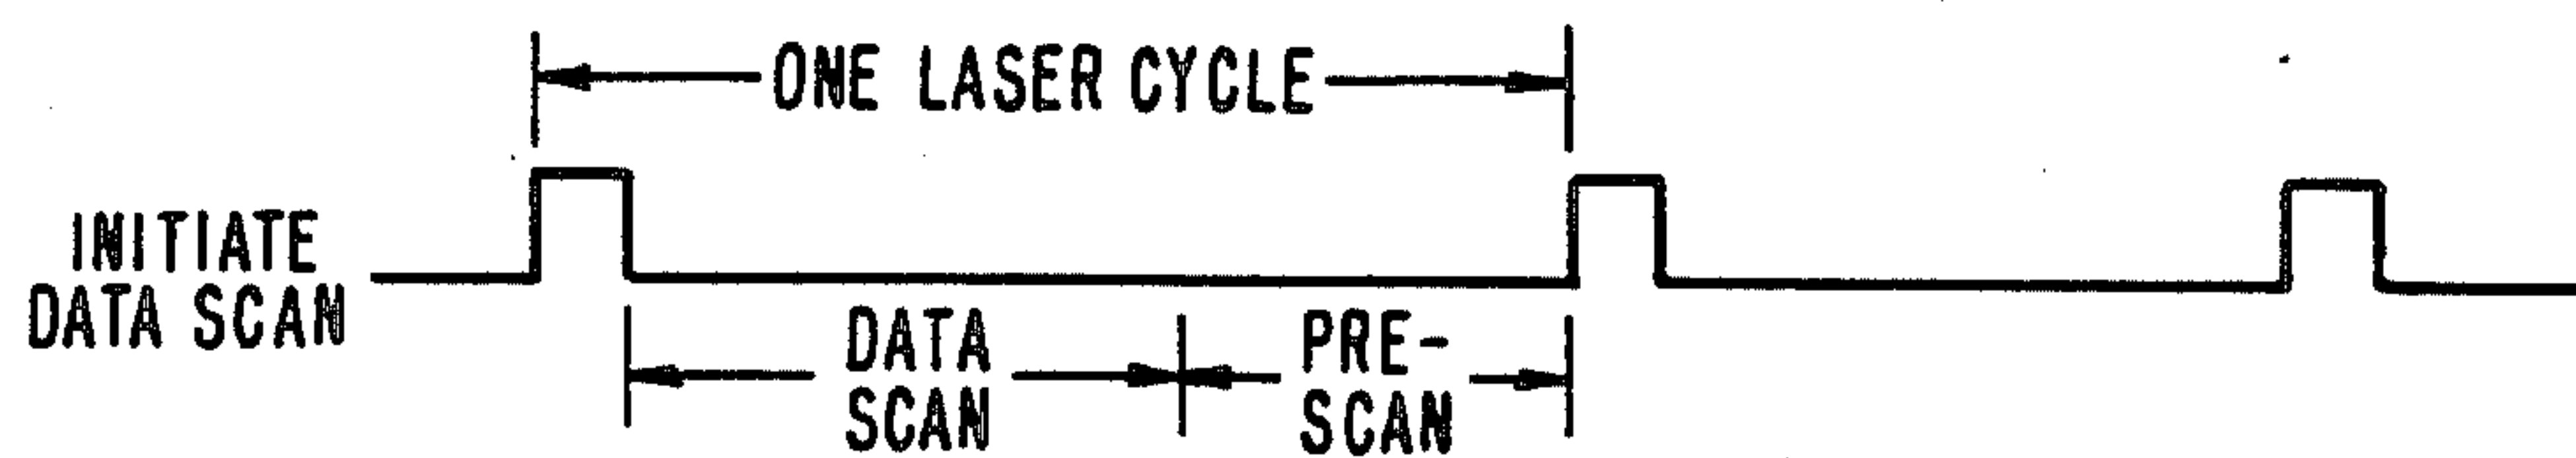 ONE LASER CYCLE
INITIATE
DATA SCAN
DATA
SCAN
PRE-
SCAN